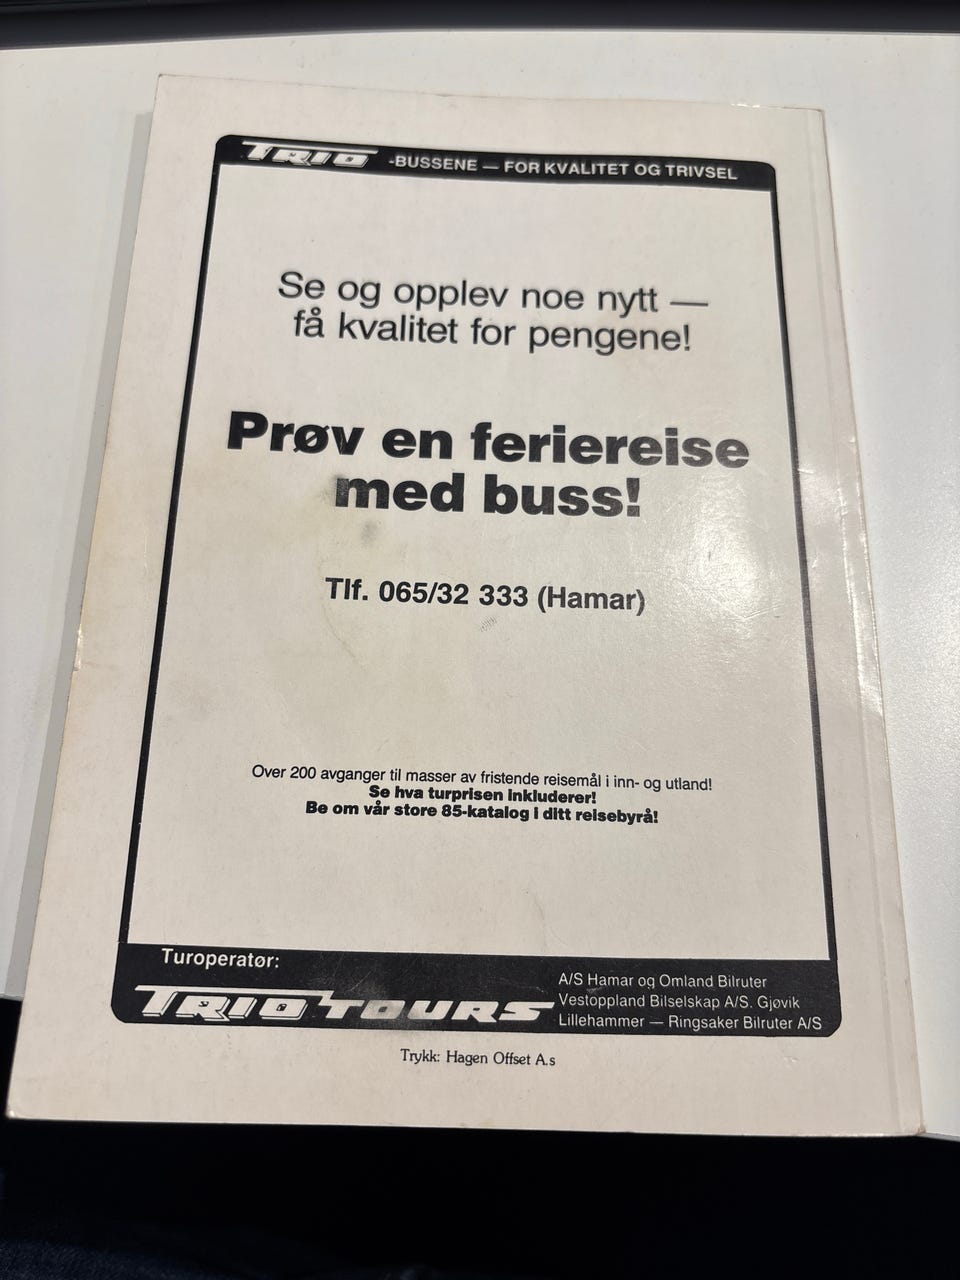 TRIO -BUSSENE — FOR KVALITET OG TRIVSEL
Se og opplev noe nytt —
få kvalitet for pengene!
Prøv en feriereise
med buss!
Tlf. 065/32 333 (Hamar)
Over 200 avganger til masser av fristende reisemål i inn- og utland!
Se hva turprisen inkluderer!
Be om vår store 85-katalog i ditt reisebyrå!
Turoperatør:
TRIO TOURS
A/S Hamar og Omland Bilruter
Vestoppland Bilselskap A/S. Gjøvik
Lillehammer — Ringsaker Bilruter A/S
Trykk: Hagen Offset A.s